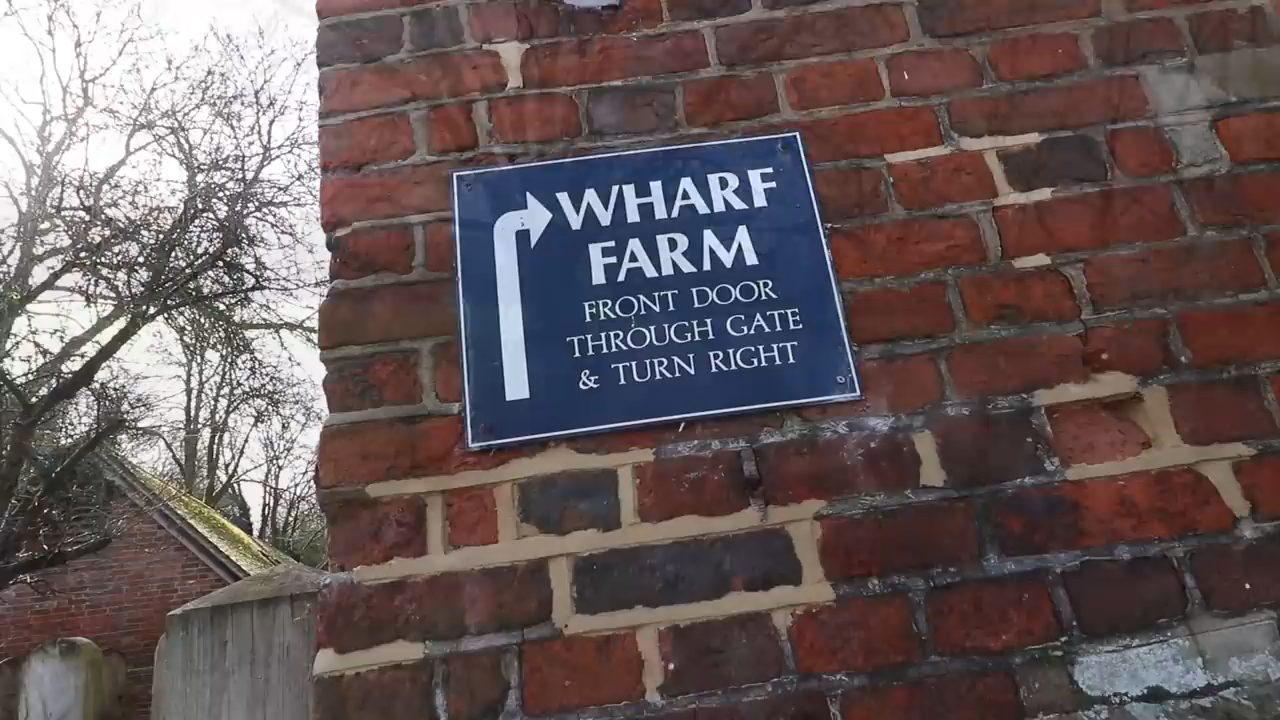 WHARF
FARM
FRONT DOOR
THROUGH GATE
& TURN RIGHT